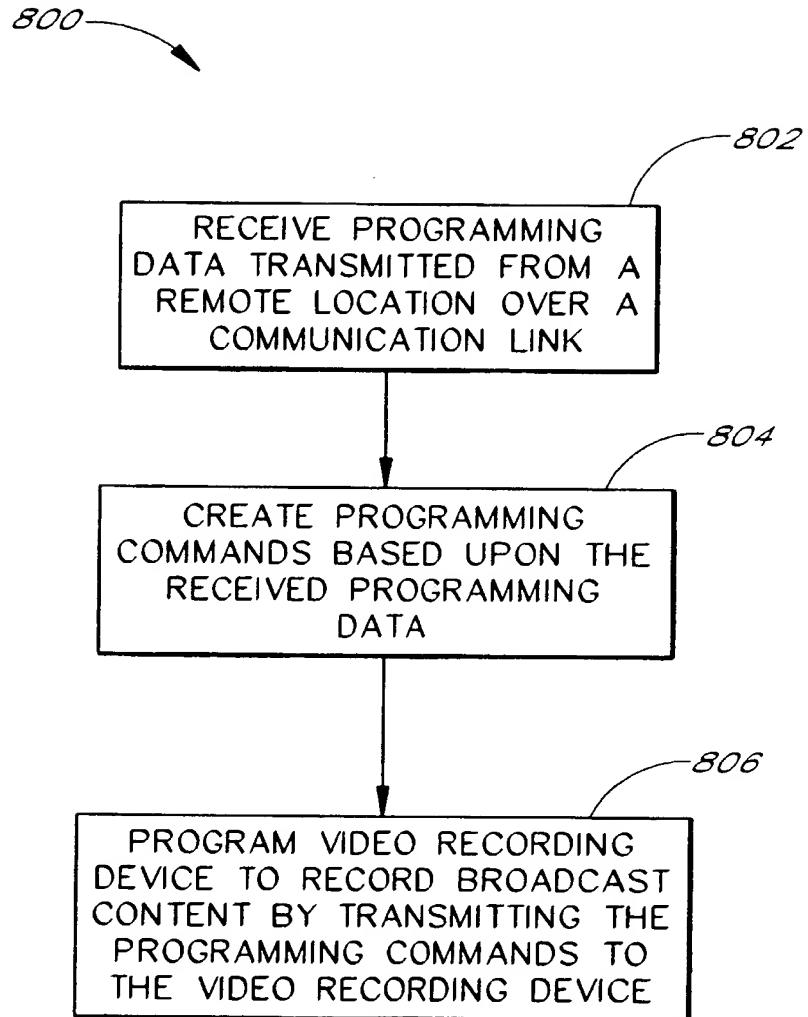 800
802
RECEIVE PROGRAMMING
DATA TRANSMITTED FROM A
REMOTE LOCATION OVER A
COMMUNICATION LINK
804
CREATE PROGRAMMING
COMMANDS BASED UPON THE
RECEIVED PROGRAMMING
DATA
806
PROGRAM VIDEO RECORDING
DEVICE TO RECORD BROADCAST
CONTENT BY TRANSMITTING THE
PROGRAMMING COMMANDS TO
THE VIDEO RECORDING DEVICE